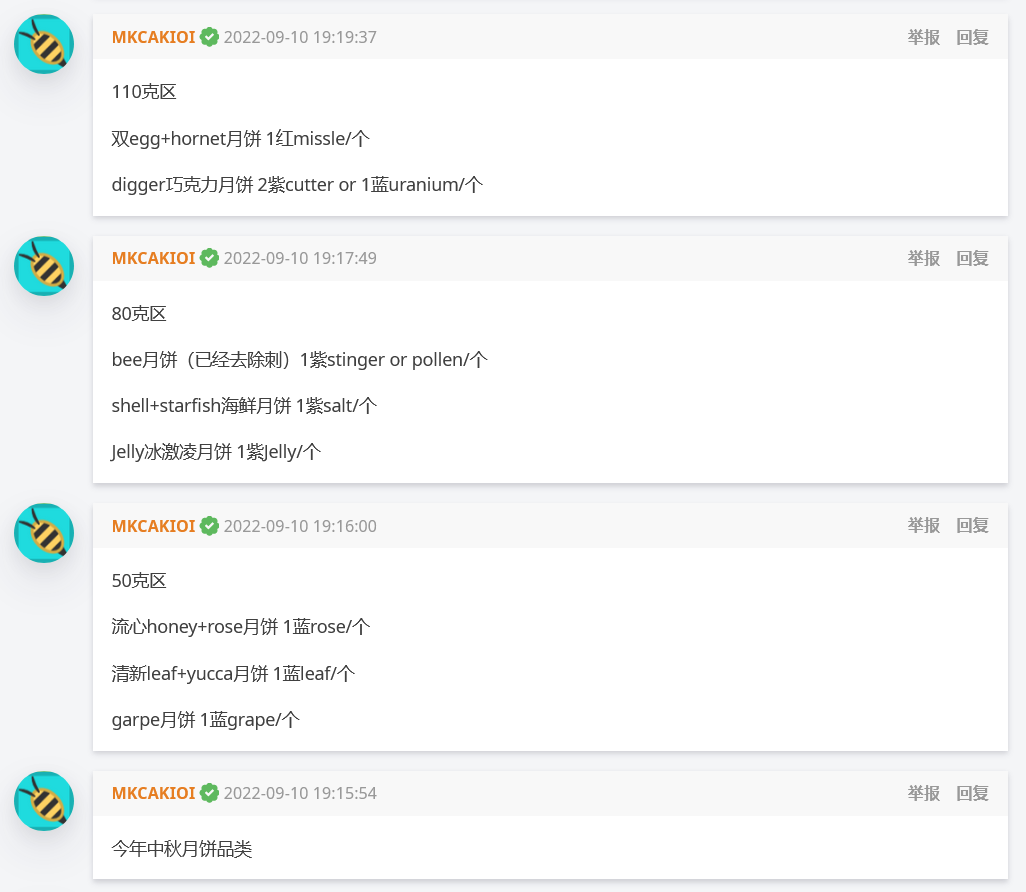 MKCAKIOI 2022-09-10 19:19:37 举报 回复
110克区
双egg+hornet月饼 1红missle/个
digger巧克力月饼 2紫cutter or 1蓝uranium/个
MKCAKIOI 2022-09-10 19:17:49 举报 回复
80克区
bee月饼（已经去除刺）1紫stinger or pollen/个
shell+starfish海鲜月饼 1紫salt/个
Jelly冰激凌月饼 1紫Jelly/个
MKCAKIOI 2022-09-10 19:16:00 举报 回复
50克区
流心honey+rose月饼 1蓝rose/个
清新leaf+yucca月饼 1蓝leaf/个
garpe月饼 1蓝grape/个
MKCAKIOI 2022-09-10 19:15:54 举报 回复
今年中秋月饼品类